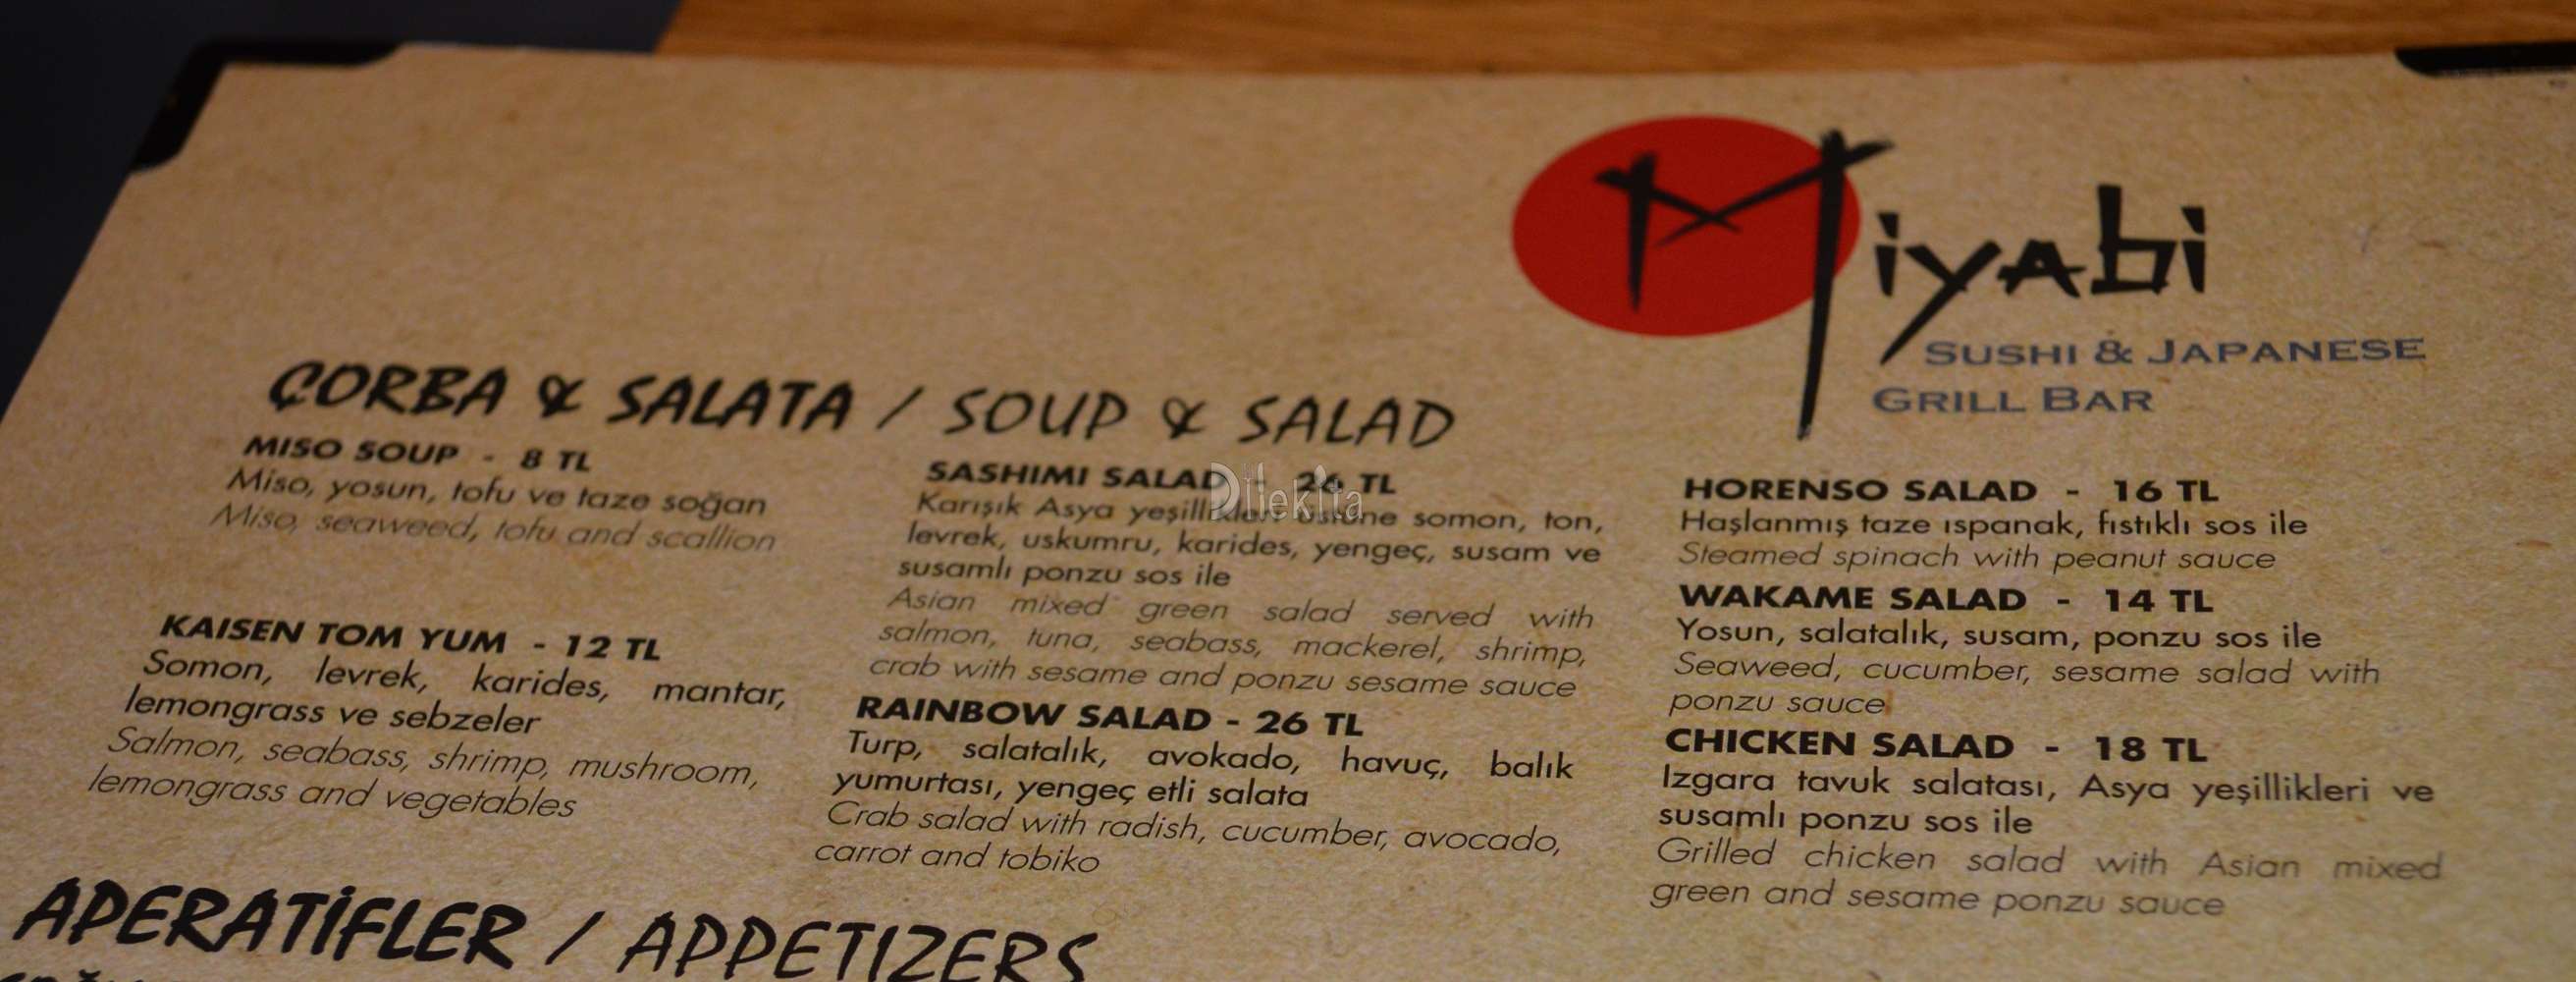 Miyabi
SUSHI & JAPANESE
GRILL BAR
ÇORBA & SALATA / SOUP & SALAD
MISO SOUP - 8 TL
Miso, yosun, tofu ve taze soğan
Miso, seaweed, tofu and scallion
KAISEN TOM YUM - 12 TL
Somon, levrek, karides, mantar,
lemongrass ve sebzeler
Salmon, seabass, shrimp, mushroom,
lemongrass and vegetables
SASHIMI SALAD - 26 TL
Karışık Asya yeşillikleri üstüne somon, ton,
levrek, uskumru, karides, yengeç, susam ve
susamlı ponzu sos ile
Asian mixed green salad served with
salmon, tuna, seabass, mackerel, shrimp,
crab with sesame and ponzu sesame sauce
RAINBOW SALAD - 26 TL
Turp, salatalık, avokado, havuç, balık
yumurtası, yengeç etli salata
Crab salad with radish, cucumber, avocado,
carrot and tobiko
HORENSO SALAD - 16 TL
Haşlanmış taze ıspanak, fıstıklı sos ile
Steamed spinach with peanut sauce
WAKAME SALAD - 14 TL
Yosun, salatalık, susam, ponzu sos ile
Seaweed, cucumber, sesame salad with
ponzu sauce
CHICKEN SALAD - 18 TL
Izgara tavuk salatası, Asya yeşillikleri ve
susamlı ponzu sos ile
Grilled chicken salad with Asian mixed
green and sesame ponzu sauce
APERATİFLER / APPETIZERS
Dilekita